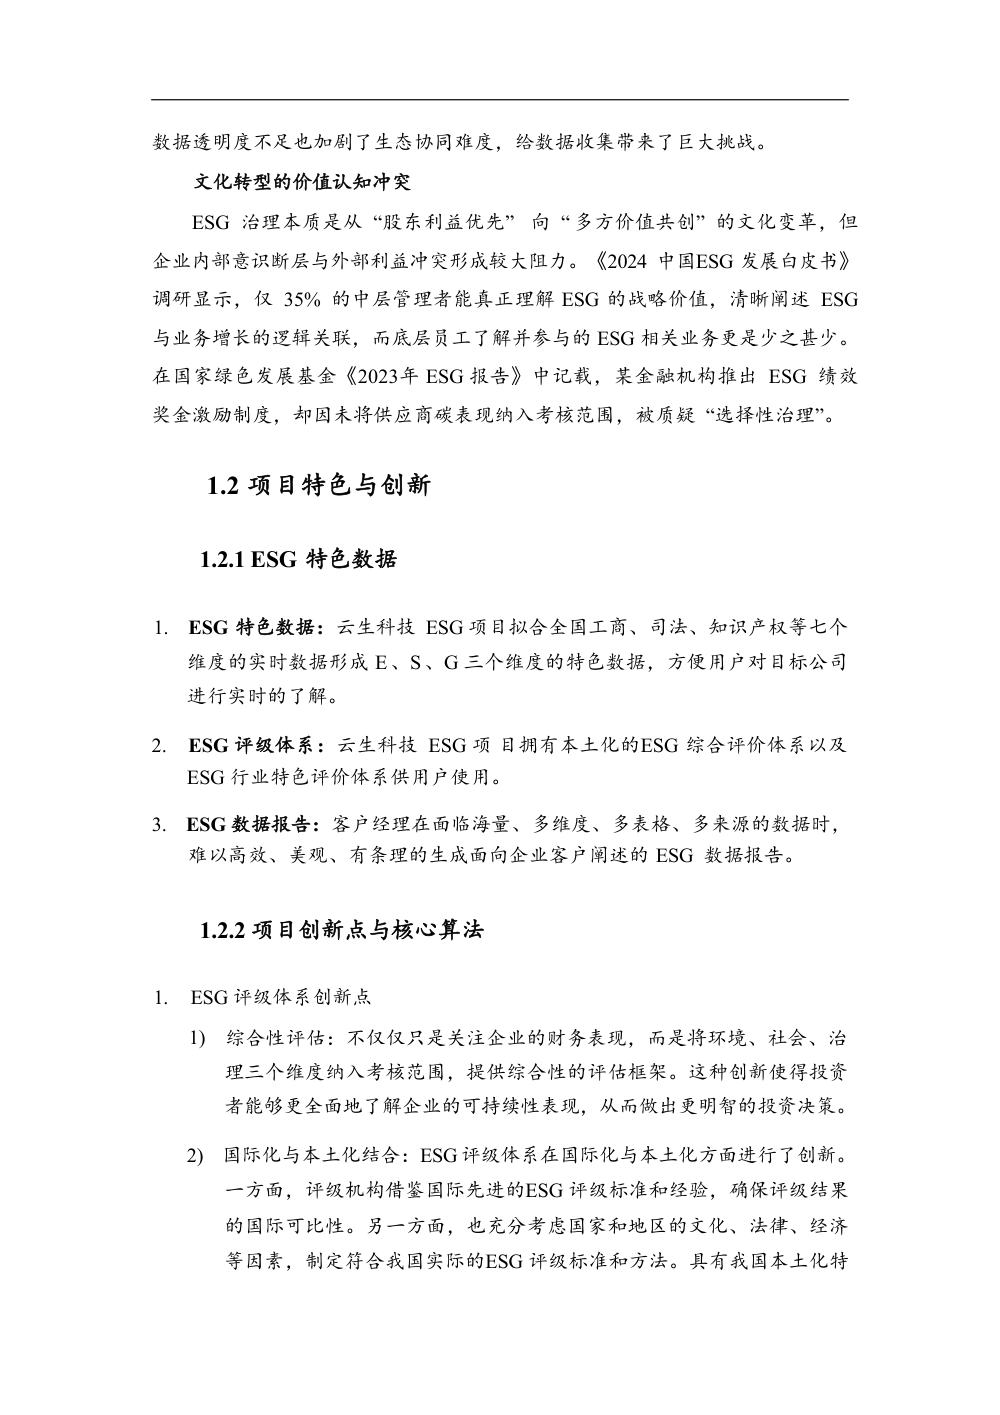 数据透明度不足也加剧了生态协同难度，给数据收集带来了巨大挑战。
文化转型的价值认知冲突
ESG 治理本质是从 “股东利益优先” 向 “多方价值共创” 的文化变革，但
企业内部意识断层与外部利益冲突形成较大阻力。《2024 中国ESG 发展白皮书》
调研显示，仅 35% 的中层管理者能真正理解 ESG 的战略价值，清晰阐述 ESG
与业务增长的逻辑关联，而底层员工了解并参与的 ESG 相关业务更是少之甚少。
在国家绿色发展基金《2023年 ESG 报告》中记载，某金融机构推出 ESG 绩效
奖金激励制度，却因未将供应商碳表现纳入考核范围，被质疑 “选择性治理”。
1.2 项目特色与创新
1.2.1 ESG 特色数据
1. ESG 特色数据：云生科技 ESG 项目拟合全国工商、司法、知识产权等七个
维度的实时数据形成 E、S、G 三个维度的特色数据，方便用户对目标公司
进行实时的了解。
2. ESG 评级体系：云生科技 ESG 项 目拥有本土化的ESG 综合评价体系以及
ESG 行业特色评价体系供用户使用。
3. ESG 数据报告：客户经理在面临海量、多维度、多表格、多来源的数据时，
难以高效、美观、有条理的生成面向企业客户阐述的 ESG 数据报告。
1.2.2 项目创新点与核心算法
1. ESG 评级体系创新点
1) 综合性评估：不仅仅只是关注企业的财务表现，而是将环境、社会、治
理三个维度纳入考核范围，提供综合性的评估框架。这种创新使得投资
者能够更全面地了解企业的可持续性表现，从而做出更明智的投资决策。
2) 国际化与本土化结合：ESG 评级体系在国际化与本土化方面进行了创新。
一方面，评级机构借鉴国际先进的ESG 评级标准和经验，确保评级结果
的国际可比性。另一方面，也充分考虑国家和地区的文化、法律、经济
等因素，制定符合我国实际的ESG 评级标准和方法。具有我国本土化特